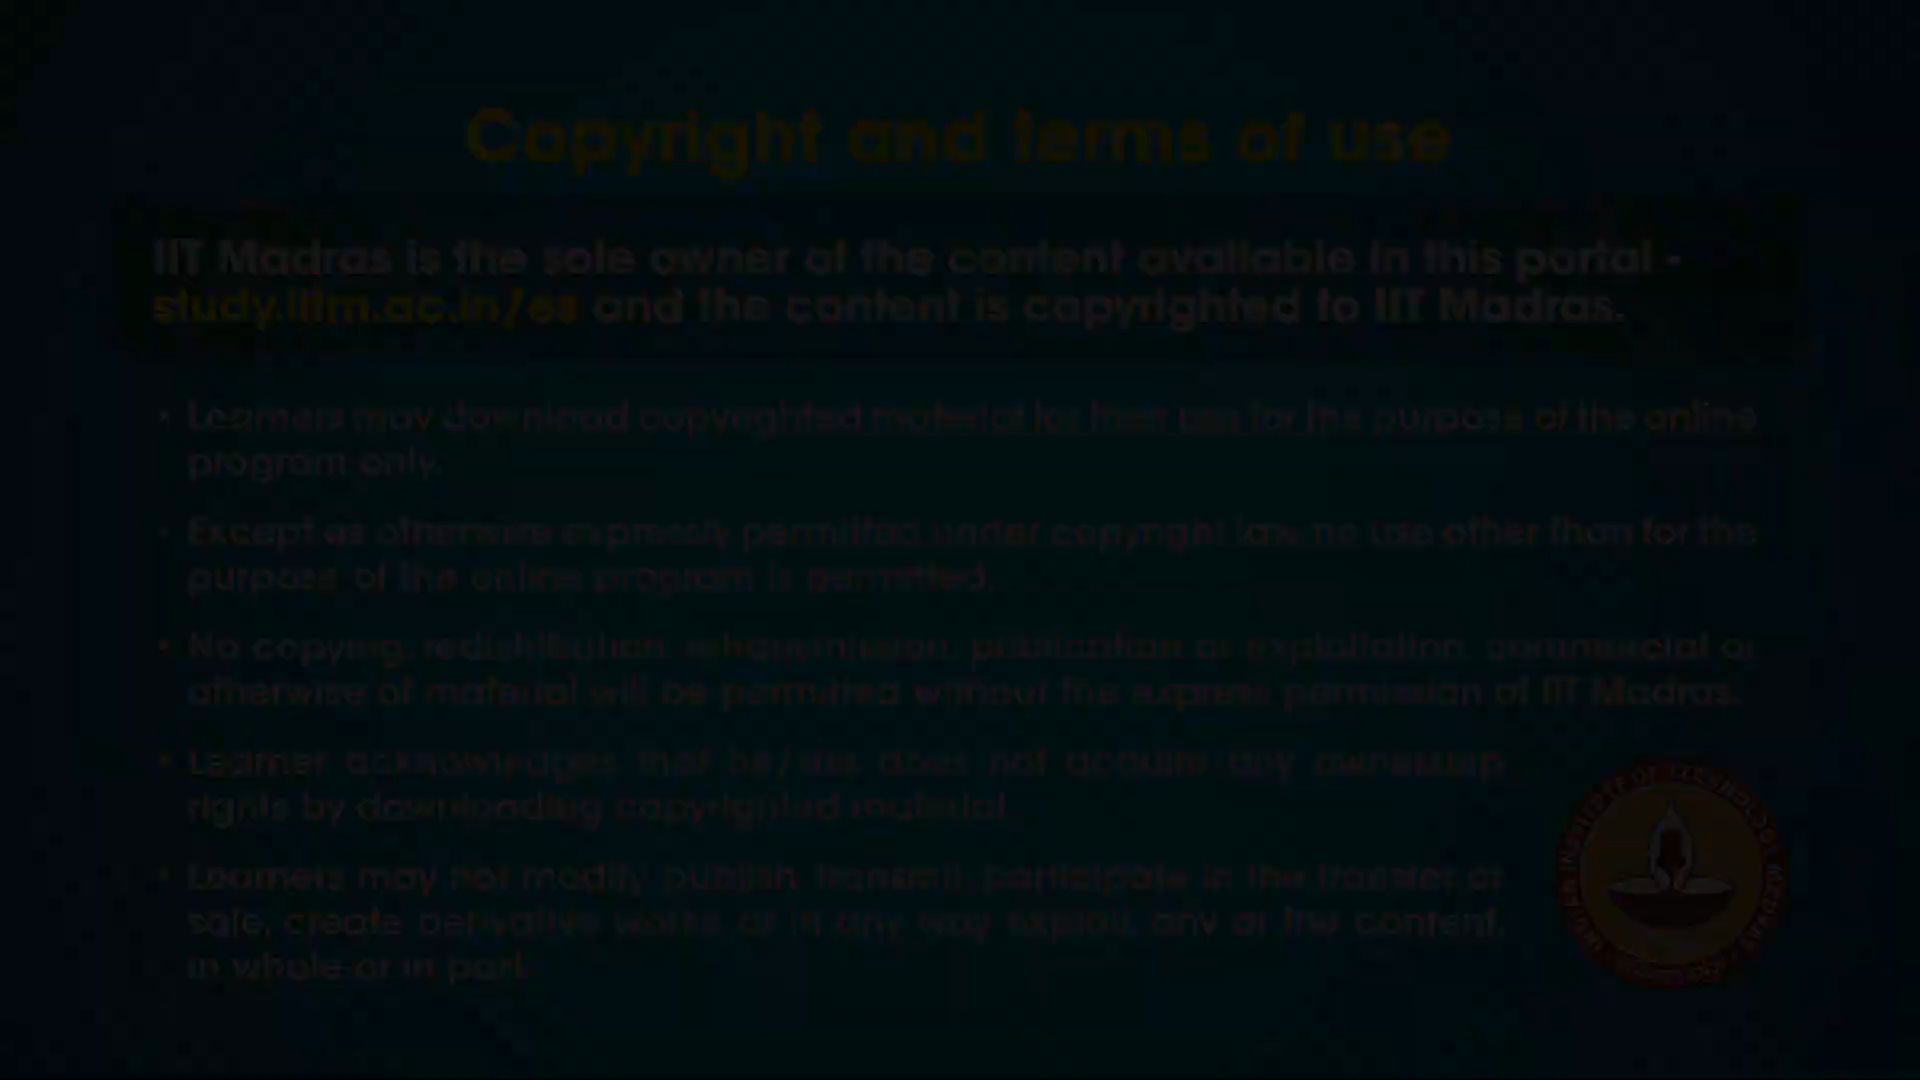 Copyright and terms of use
IIT Madras is the sole owner of the content available in this portal -
study.iitm.ac.in/es and the content is copyrighted to IIT Madras.
• Learners may download copyrighted material for their use for the purpose of the online
program only.
• Except as otherwise expressly permitted under copyright law, no use other than for the
purpose of the online program is permitted.
• No copying, redistribution, retransmission, publication or exploitation, commercial or
otherwise of material will be permitted without the express permission of IIT Madras.
• Learner acknowledges that he/she does not acquire any ownership
rights by downloading copyrighted material.
• Learners may not modify, publish, transmit, participate in the transfer or
sale, create derivative works, or in any way exploit, any of the content,
in whole or in part.
INSTITUTE OF TECHNOLOGY MADRAS